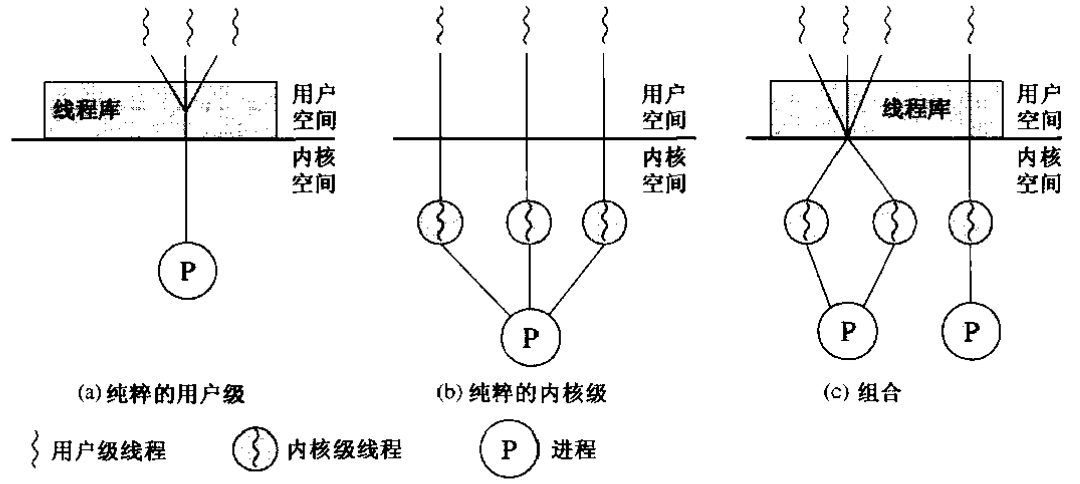 线程库
用户
空间
内核
空间
P
(a) 纯粹的用户级
用户
空间
内核
空间
P
(b) 纯粹的内核级
线程库
用户
空间
内核
空间
P
P
(c) 组合
用户级线程
内核级线程
P 进程